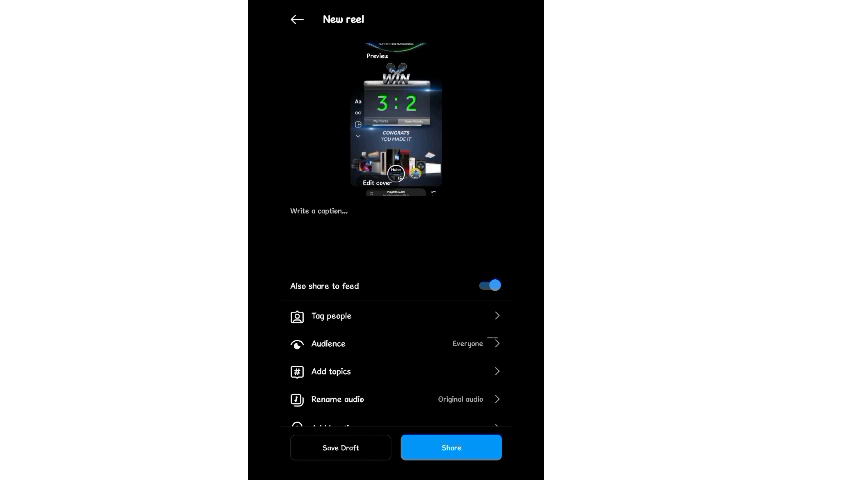 New reel
Preview
WIN
3:2
Aa
CONGRATS
YOU MADE IT
Edit cover
Write a caption...
Also share to feed
Tag people
Audience
Everyone
Add topics
Rename audio
Original audio
Save Draft
Share